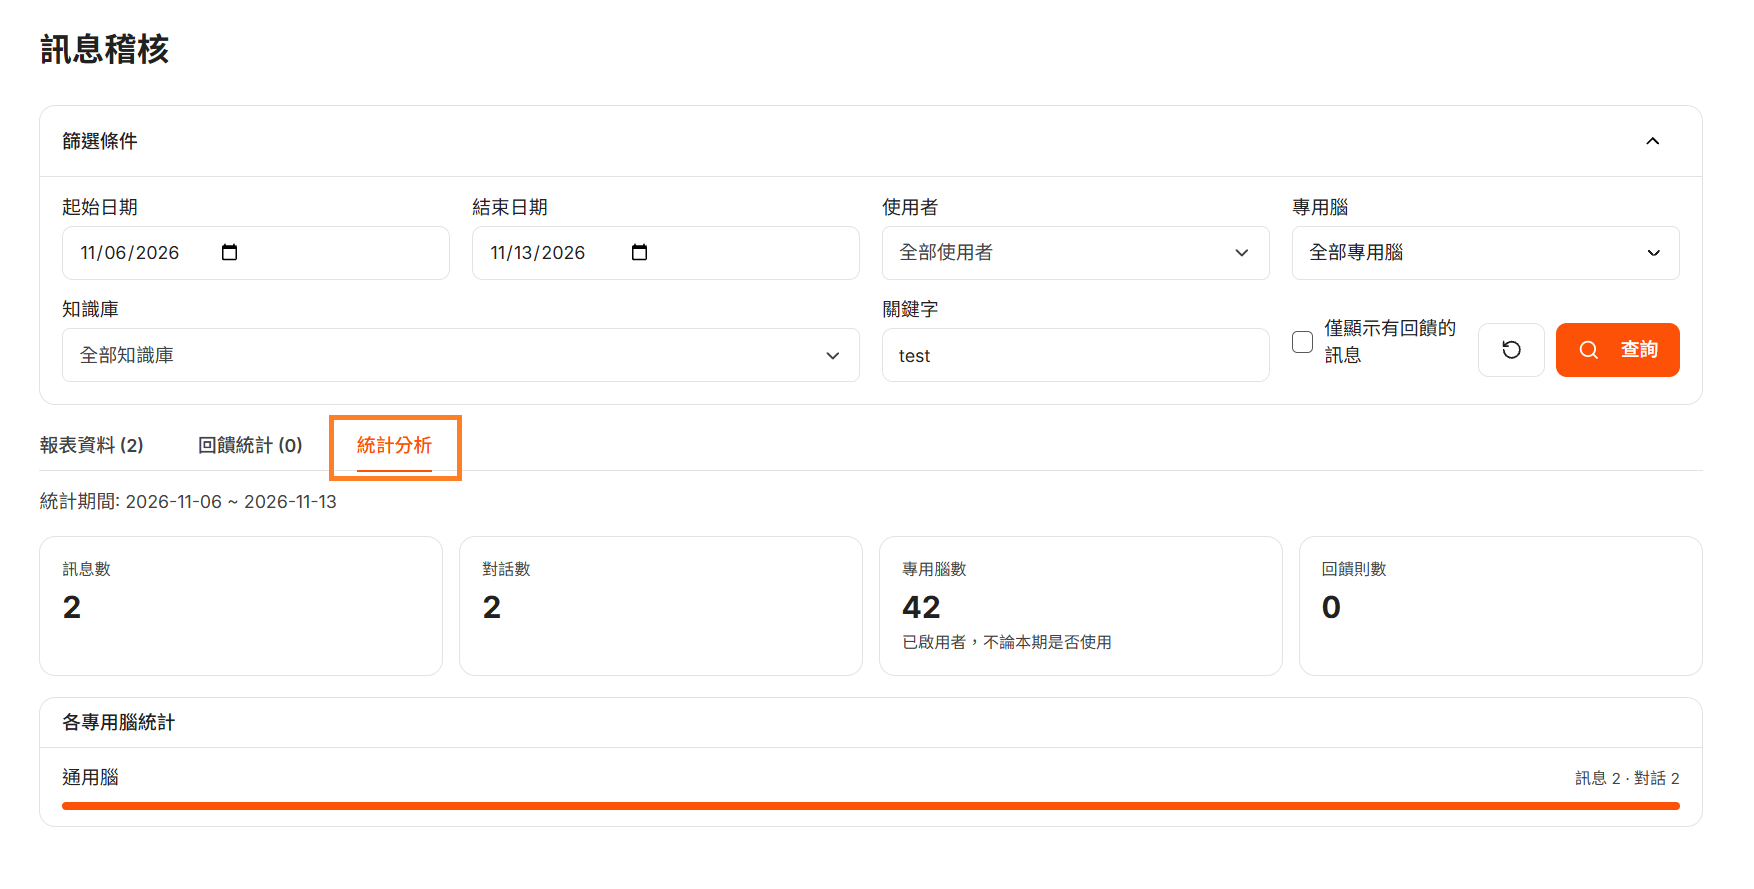 訊息稽核
篩選條件
起始日期
結束日期
使用者
專用腦
11/06/2026
11/13/2026
全部使用者
全部專用腦
知識庫
關鍵字
全部知識庫
test
僅顯示有回饋的
訊息
查詢
報表資料 (2)
回饋統計 (0)
統計分析
統計期間: 2026-11-06 ~ 2026-11-13
訊息數
2
對話數
2
專用腦數
42
已啟用者，不論本期是否使用
回饋則數
0
各專用腦統計
通用腦
訊息 2 · 對話 2